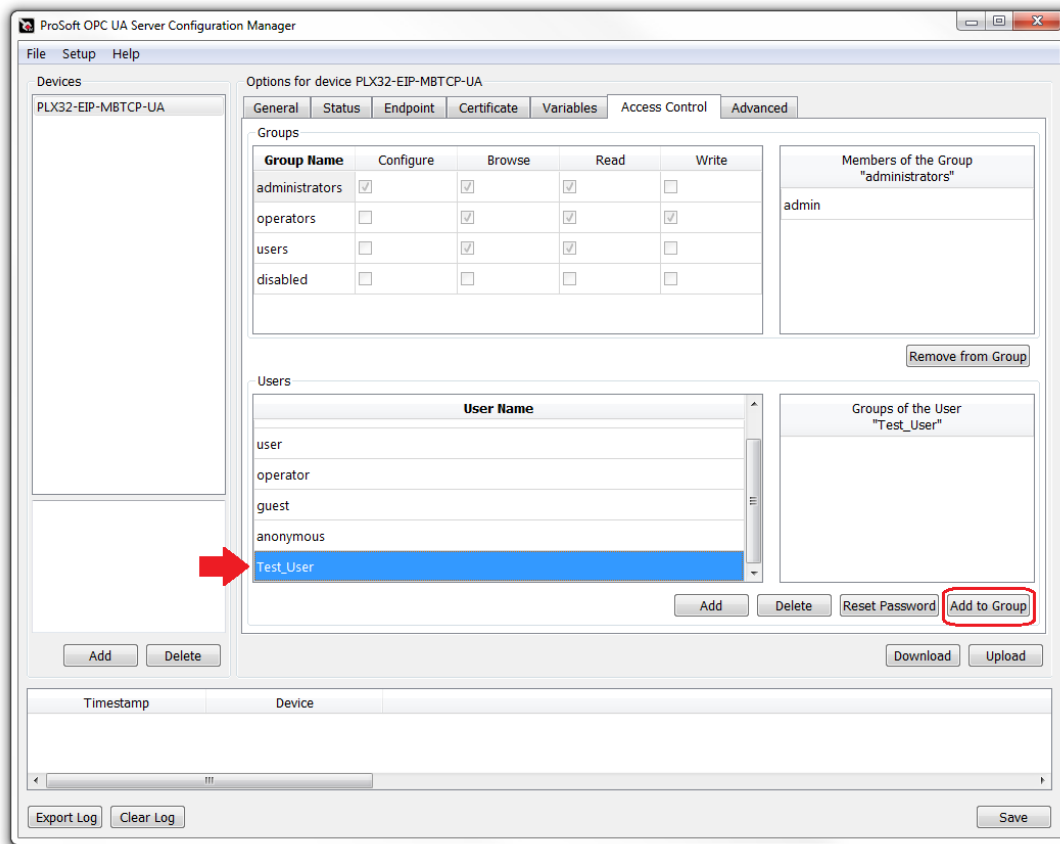 ProSoft OPC UA Server Configuration Manager
File Setup Help
Devices
PLX32-EIP-MBTCP-UA
Add Delete
Options for device PLX32-EIP-MBTCP-UA
General Status Endpoint Certificate Variables Access Control Advanced
Groups
Group Name Configure Browse Read Write
administrators
operators
users
disabled
Members of the Group
"administrators"
admin
Remove from Group
Users
User Name
user
operator
guest
anonymous
Test_User
Groups of the User
"Test_User"
Add Delete Reset Password Add to Group
Download Upload
Timestamp Device
Export Log Clear Log Save